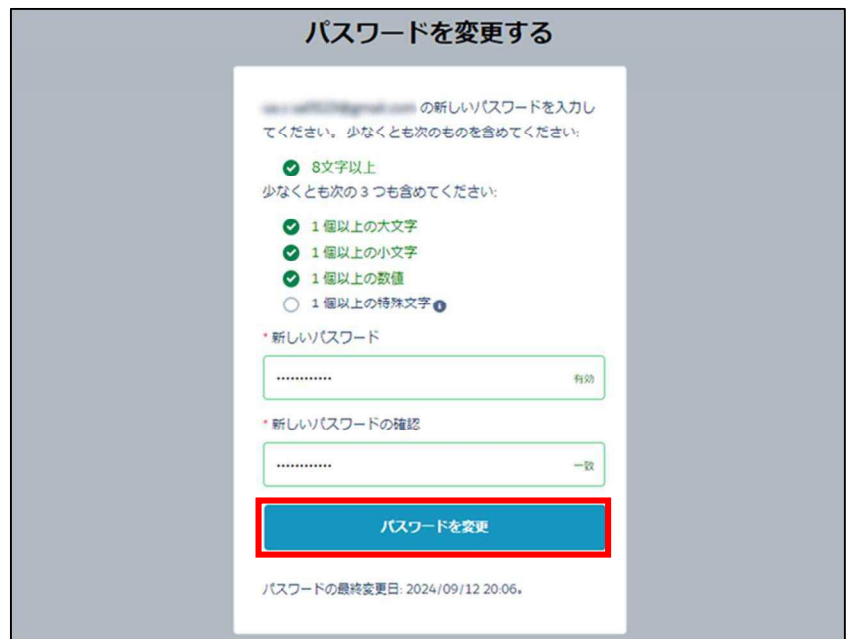 パスワードを変更する
の新しいパスワードを入力し
てください。 少なくとも次のものを含めてください:
8文字以上
少なくとも次の 3 つも含めてください:
1 個以上の大文字
1 個以上の小文字
1 個以上の数値
1 個以上の特殊文字
* 新しいパスワード
............ 有効
* 新しいパスワードの確認
............ 一致
パスワードを変更
パスワードの最終変更日: 2024/09/12 20:06。